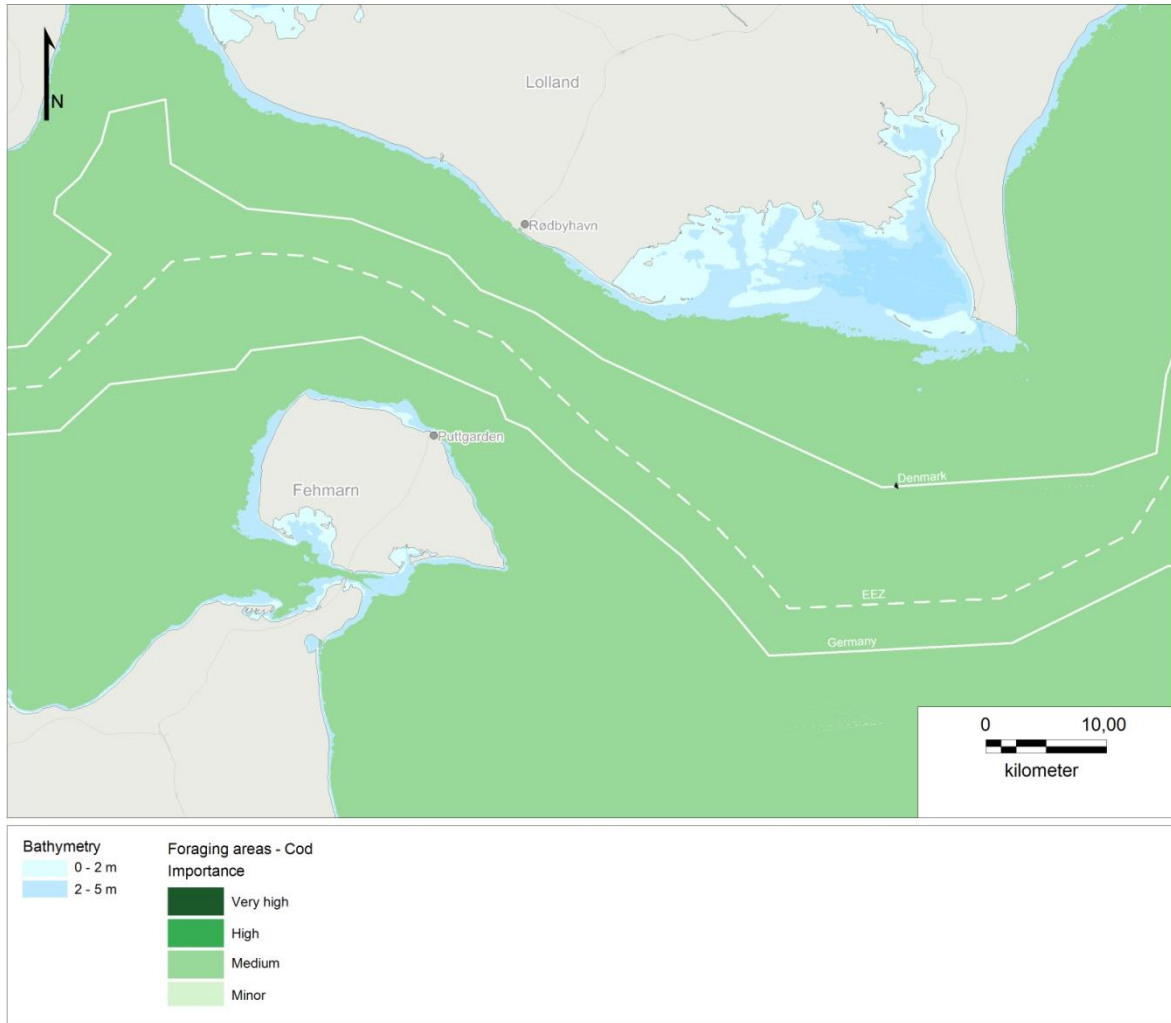 N
Lolland
Rødbyhavn
Puttgarden
Fehmarn
Denmark
EEZ
Germany
0 10,00
kilometer
Bathymetry
0 - 2 m
2 - 5 m
Foraging areas - Cod
Importance
Very high
High
Medium
Minor